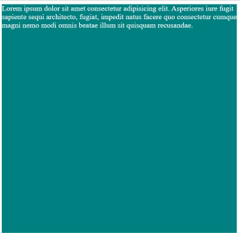 Lorem ipsum dolor sit amet consectetur adipisicing elit. Asperiores iure fugit
sapiente sequi architecto, fugiat, impedit natus facere quo consectetur cumque
magni nemo modi omnis beatae illum sit quisquam recusandae.